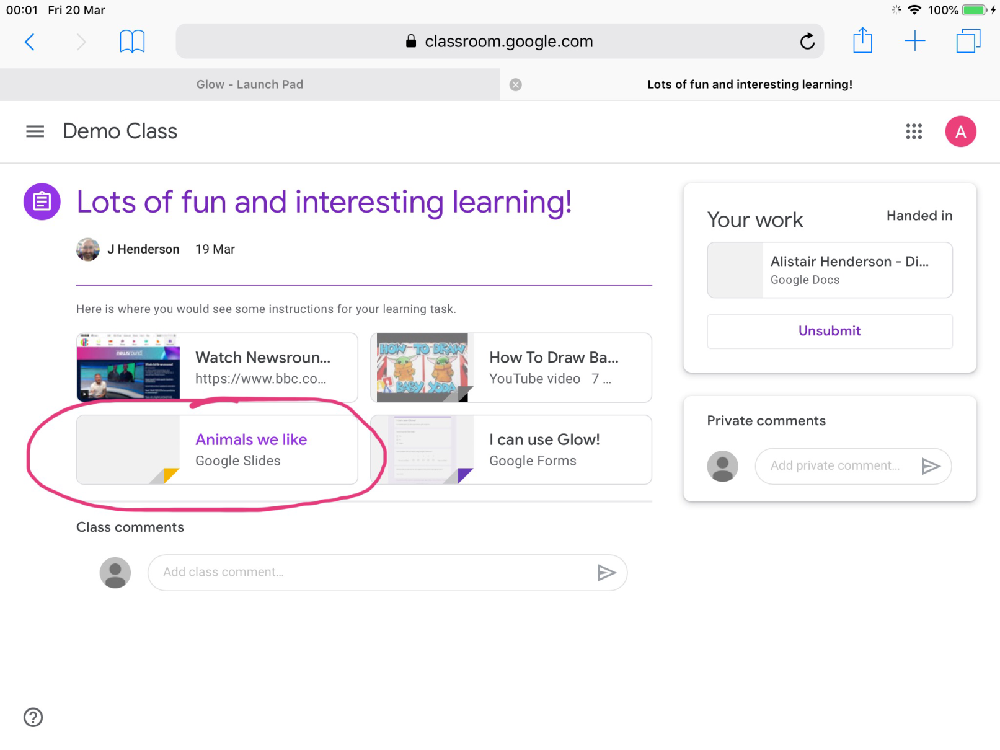 00:01 Fri 20 Mar 100%
classroom.google.com
Glow - Launch Pad
Lots of fun and interesting learning!
Demo Class
A
Lots of fun and interesting learning!
J Henderson 19 Mar
Here is where you would see some instructions for your learning task.
newsround
Watch Newsroun...
https://www.bbc.co...
HOW-TO-DRAW
BABY YODA
How To Draw Ba...
YouTube video 7 ...
Animals we like
Google Slides
I can use Glow!
Google Forms
Class comments
Add class comment...
Your work
Handed in
Alistair Henderson - Di...
Google Docs
Unsubmit
Private comments
Add private comment...
?